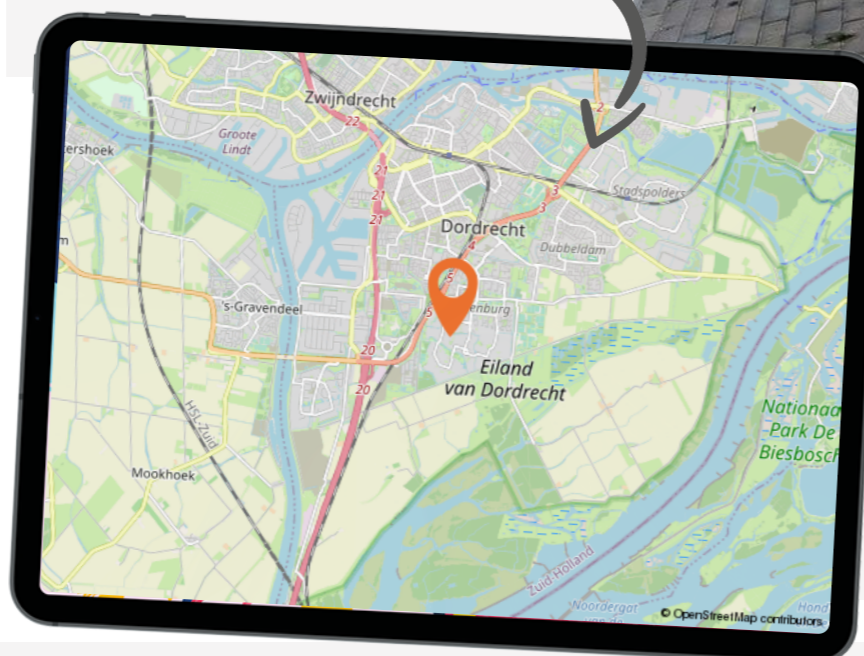 Zwijndrecht
22
2
Groote
Lindt
ershoek
21
21
21
3
3
Stadspolders
Dordrecht
4
Dubbeldam
m
5
's-Gravendeel
5
enburg
20
20
Eiland
van Dordrecht
HSL-Zuid
Nationaa
Park De
Biesbosch
Mookhoek
Zuid-Holland
Noordergat
Hond
© OpenStreetMap contributors